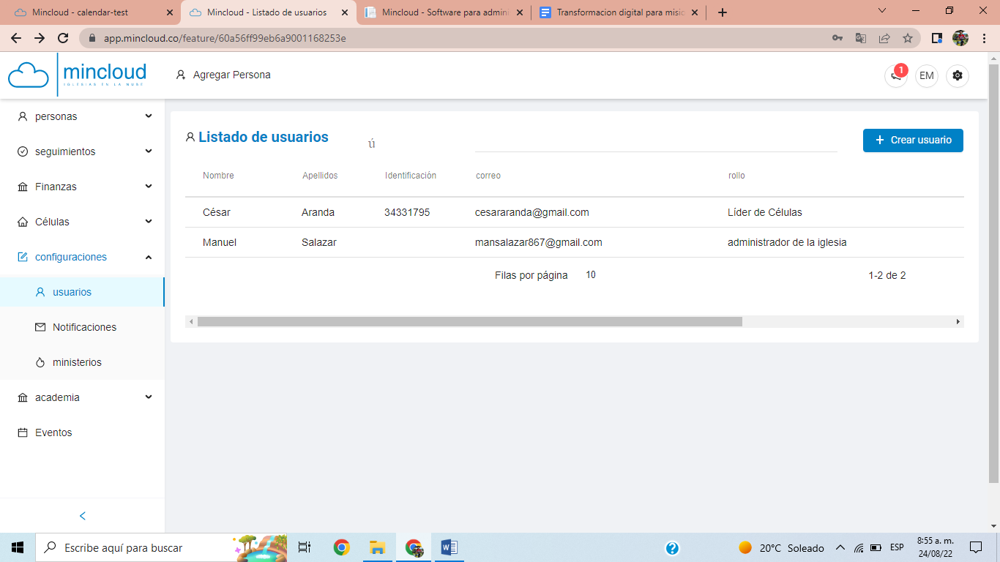 Mincloud - calendar-test
Mincloud - Listado de usuarios
Mincloud - Software para admini
Transformacion digital para misio
app.mincloud.co/feature/60a56ff99eb6a9001168253e
mincloud
IGLESIAS EN LA NUBE
Agregar Persona
1
EM
personas
seguimientos
Finanzas
Células
configuraciones
usuarios
Notificaciones
ministerios
academia
Eventos
Listado de usuarios
ú
Crear usuario
Nombre Apellidos Identificación correo rollo
César Aranda 34331795 cesararanda@gmail.com Líder de Células
Manuel Salazar mansalazar867@gmail.com administrador de la iglesia
Filas por página 10 1-2 de 2
Escribe aquí para buscar
20°C Soleado
ESP
8:55 a. m.
24/08/22